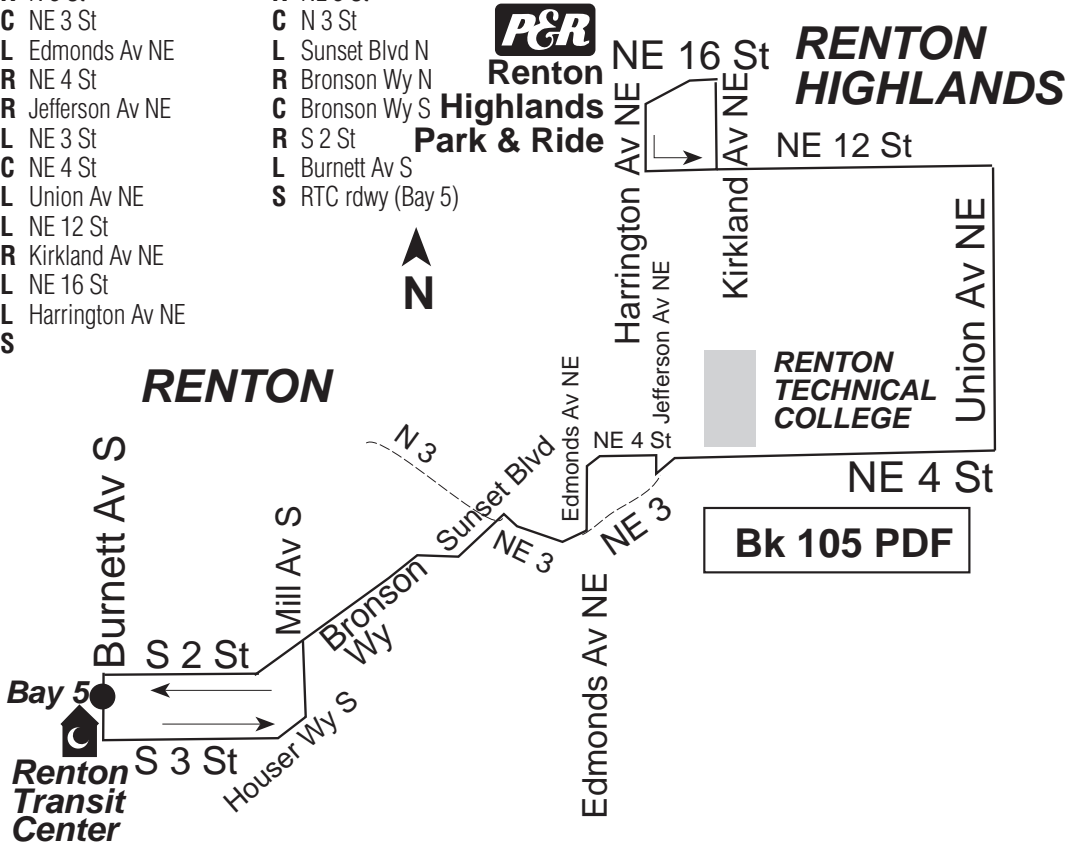 C NE 3 St
L Edmonds Av NE
R NE 4 St
R Jefferson Av NE
L NE 3 St
C NE 4 St
L Union Av NE
L NE 12 St
R Kirkland Av NE
L NE 16 St
L Harrington Av NE
S
C N 3 St
L Sunset Blvd N
R Bronson Wy N
C Bronson Wy S
R S 2 St
L Burnett Av S
S RTC rdwy (Bay 5)
P&R
Renton
Highlands
Park & Ride
NE 16 St
RENTON
HIGHLANDS
NE 12 St
Harrington Av NE
Kirkland Av NE
Union Av NE
N
Jefferson Av NE
RENTON
RENTON
TECHNICAL
COLLEGE
Edmonds Av NE
NE 4 St
N 3
Sunset Blvd
NE 4 St
NE 3
NE 3
Bk 105 PDF
Burnett Av S
Mill Av S
Bronson
Wy
Edmonds Av NE
S 2 St
Bay 5
S 3 St
Houser Wy S
Renton
Transit
Center